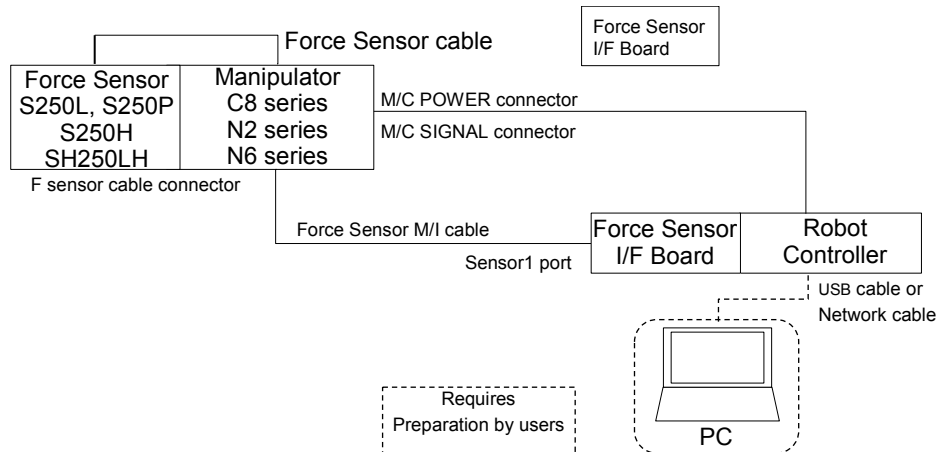 Force Sensor cable
Force Sensor
I/F Board
Force Sensor
S250L, S250P
S250H
SH250LH
Manipulator
C8 series
N2 series
N6 series
M/C POWER connector
M/C SIGNAL connector
F sensor cable connector
Force Sensor M/I cable
Sensor1 port
Force Sensor
I/F Board
Robot
Controller
USB cable or
Network cable
Requires
Preparation by users
PC